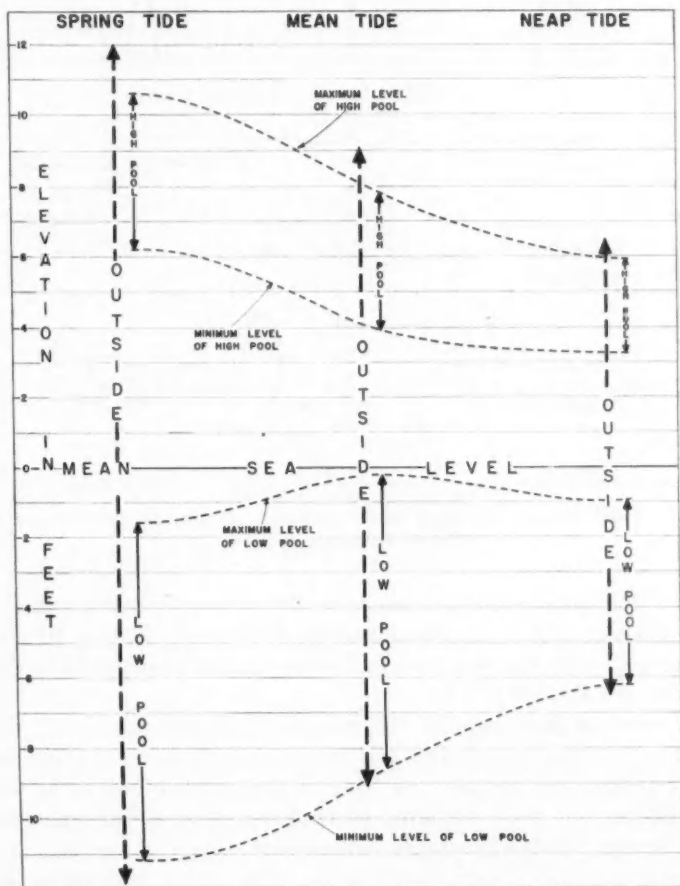 SPRING TIDE MEAN TIDE NEAP TIDE
12
10
8
6
4
2
0
2
4
6
8
10
ELEVATION IN FEET
MAXIMUM LEVEL
OF HIGH POOL
HIGH POOL
HIGH POOL
HIGH POOL
MINIMUM LEVEL
OF HIGH POOL
OUTSIDE
OUTSIDE
OUTSIDE
MEAN SEA LEVEL
MAXIMUM LEVEL
OF LOW POOL
LOW POOL
LOW POOL
LOW POOL
MINIMUM LEVEL OF LOW POOL